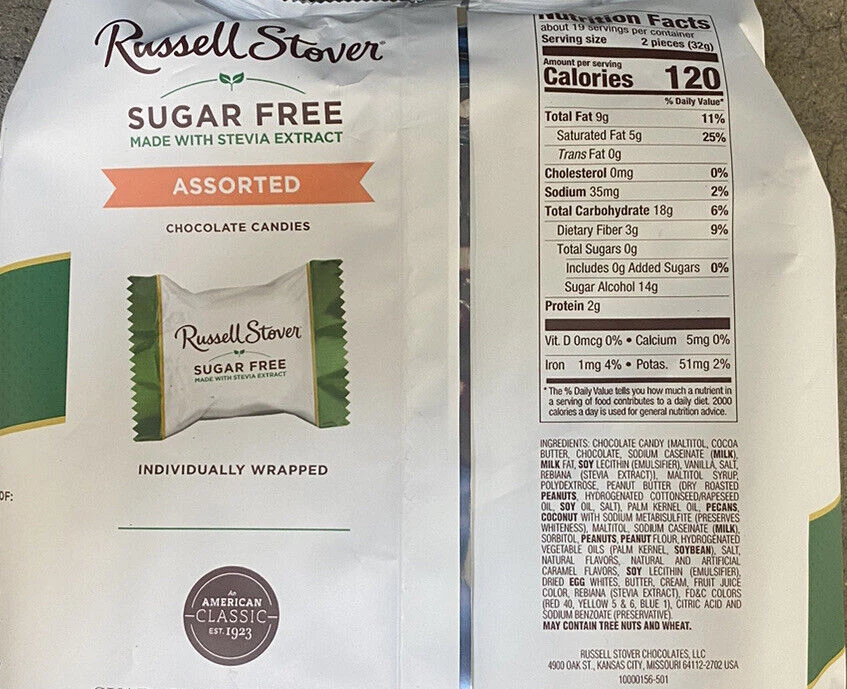 Russell Stover
SUGAR FREE
MADE WITH STEVIA EXTRACT
ASSORTED
CHOCOLATE CANDIES
Russell Stover
SUGAR FREE
MADE WITH STEVIA EXTRACT
INDIVIDUALLY WRAPPED
OF:
An
AMERICAN
CLASSIC
EST. 1923
Nutrition Facts
about 19 servings per container
Serving size 2 pieces (32g)
Amount per serving
Calories 120
% Daily Value*
Total Fat 9g 11%
Saturated Fat 5g 25%
Trans Fat 0g
Cholesterol 0mg 0%
Sodium 35mg 2%
Total Carbohydrate 18g 6%
Dietary Fiber 3g 9%
Total Sugars 0g
Includes 0g Added Sugars 0%
Sugar Alcohol 14g
Protein 2g
Vit. D 0mcg 0% • Calcium 5mg 0%
Iron 1mg 4% • Potas. 51mg 2%
*The % Daily Value tells you how much a nutrient in
a serving of food contributes to a daily diet. 2000
calories a day is used for general nutrition advice.
INGREDIENTS: CHOCOLATE CANDY (MALTITOL, COCOA
BUTTER, CHOCOLATE, SODIUM CASEINATE (MILK),
MILK FAT, SOY LECITHIN (EMULSIFIER), VANILLA, SALT,
REBIANA (STEVIA EXTRACT)), MALTITOL SYRUP,
POLYDEXTROSE, PEANUT BUTTER (DRY ROASTED
PEANUTS, HYDROGENATED COTTONSEED/RAPESEED
OIL, SOY OIL, SALT), PALM KERNEL OIL, PECANS,
COCONUT WITH SODIUM METABISULFITE (PRESERVES
WHITENESS), MALTITOL, SODIUM CASEINATE (MILK),
SORBITOL, PEANUTS, PEANUT FLOUR, HYDROGENATED
VEGETABLE OILS (PALM KERNEL, SOYBEAN), SALT,
NATURAL FLAVORS, NATURAL AND ARTIFICIAL
CARAMEL FLAVORS, SOY LECITHIN (EMULSIFIER),
DRIED EGG WHITES, BUTTER, CREAM, FRUIT JUICE
COLOR, REBIANA (STEVIA EXTRACT), FD&C COLORS
(RED 40, YELLOW 5 & 6, BLUE 1), CITRIC ACID AND
SODIUM BENZOATE (PRESERVATIVE).
MAY CONTAIN TREE NUTS AND WHEAT.
RUSSELL STOVER CHOCOLATES, LLC
4900 OAK ST., KANSAS CITY, MISSOURI 64112-2702 USA
10000156-501